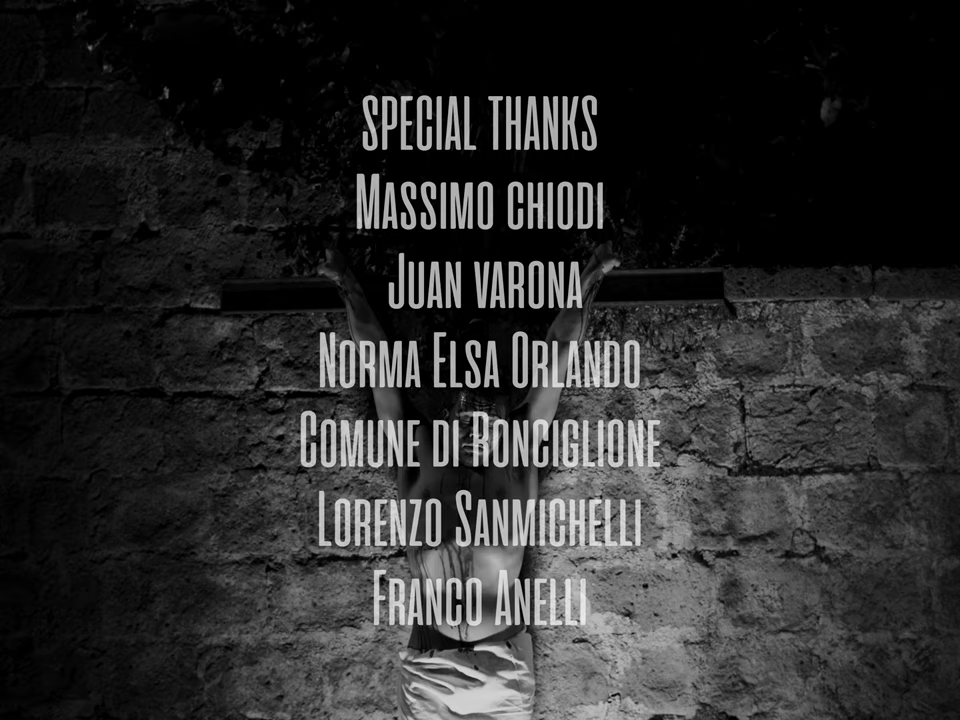 SPECIAL THANKS
Massimo chiodi
Juan varona
Norma Elsa Orlando
Comune di Ronciglione
Lorenzo Sanmichelli
Franco Anelli